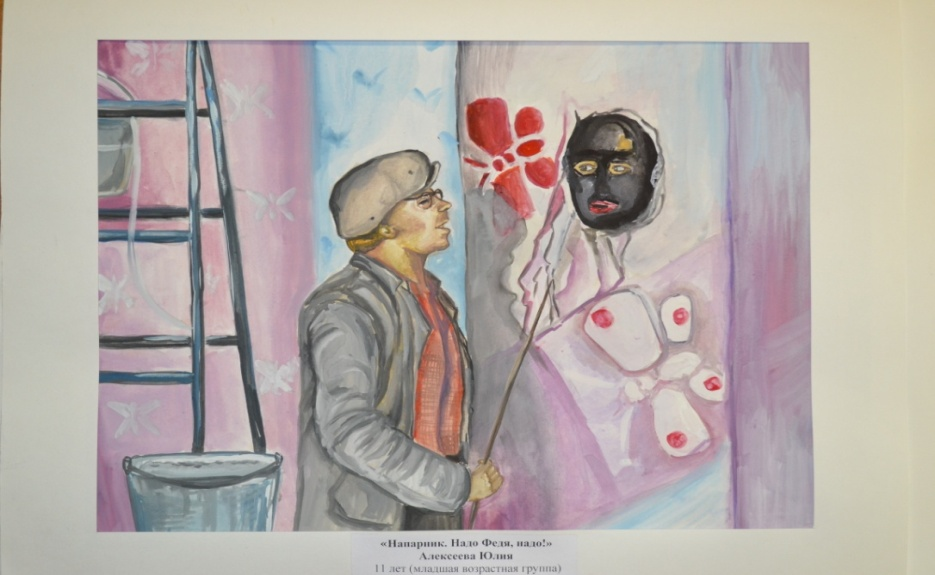 «Напарник. Надо Федя, надо!»
Алексеева Юлия
11 лет (младшая возрастная группа)